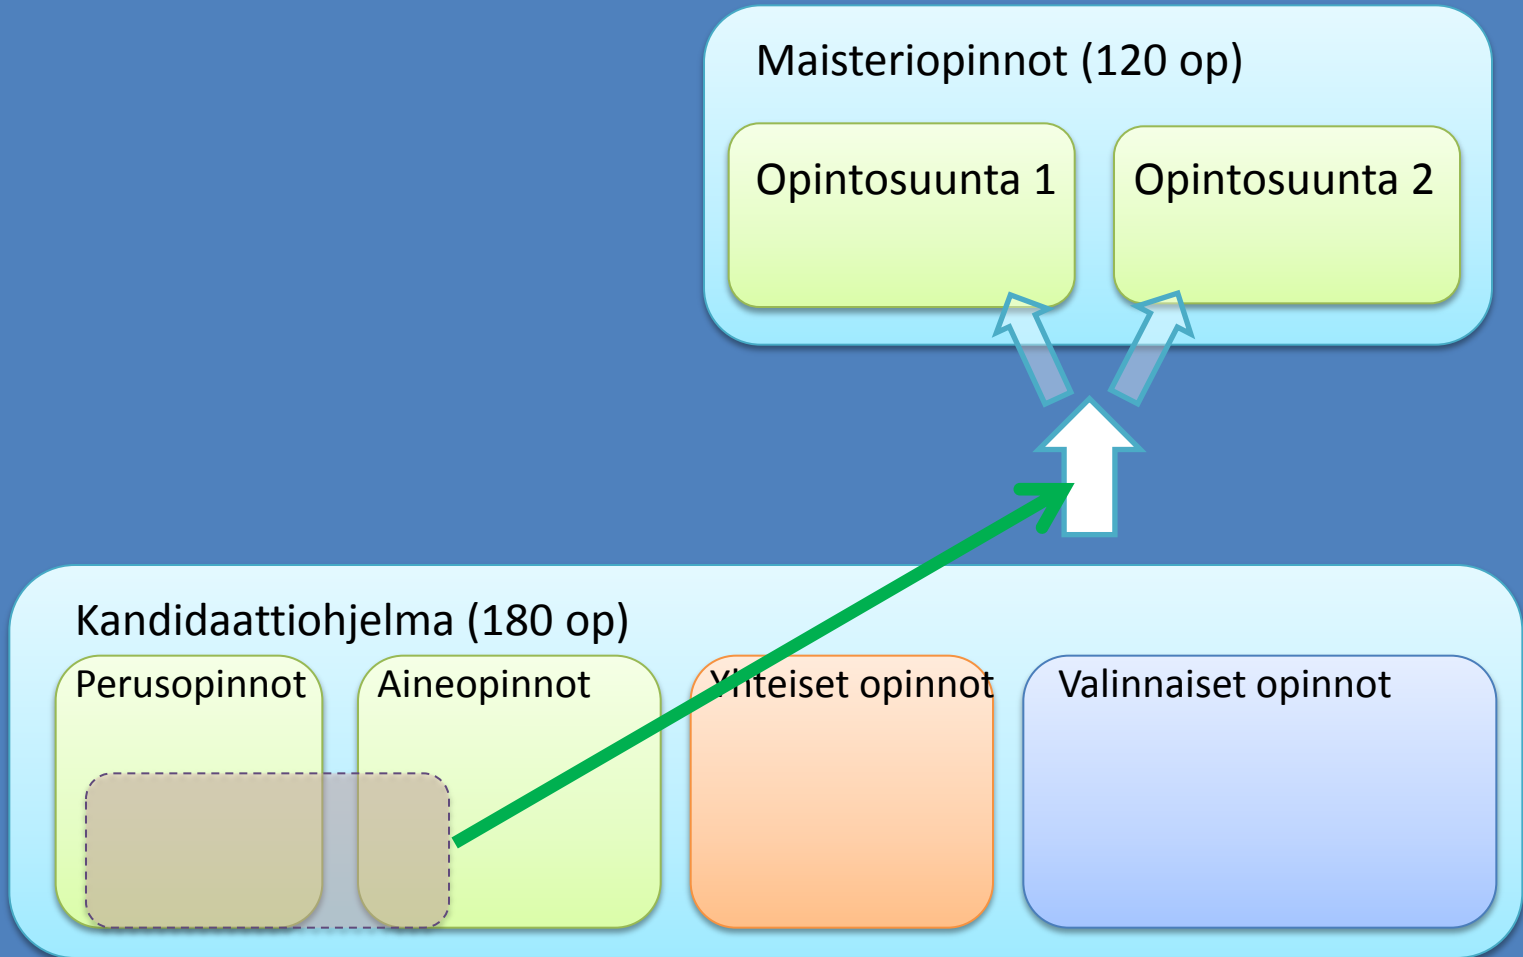 Maisteriopinnot (120 op)
Opintosuunta 1
Opintosuunta 2
Kandidaattiohjelma (180 op)
Perusopinnot
Aineopinnot
Yhteiset opinnot
Valinnaiset opinnot